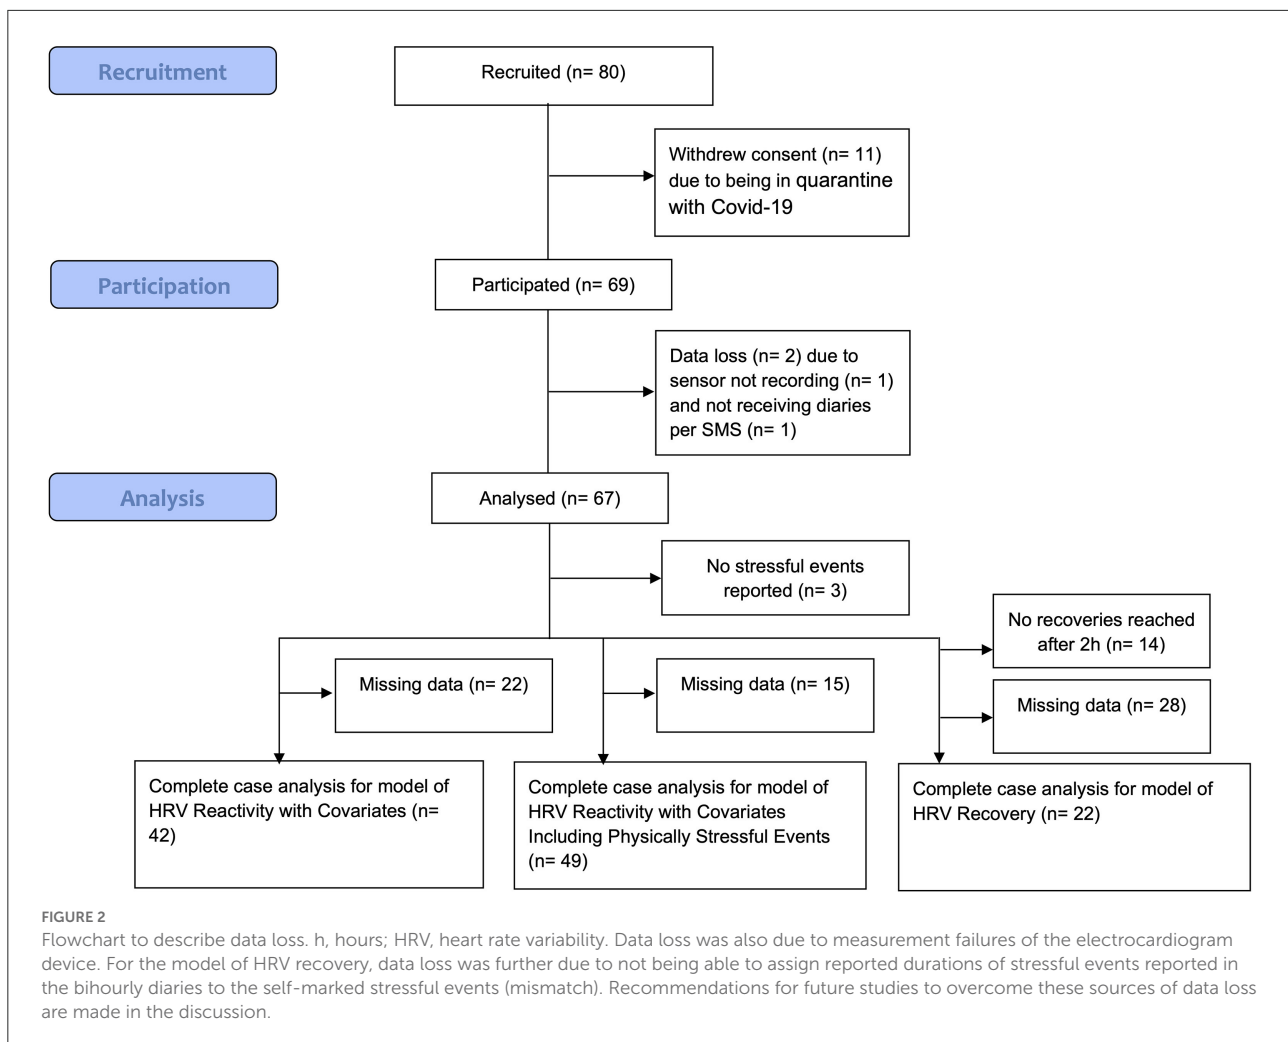 Recruitment
Recruited (n= 80)
Withdrew consent (n= 11)
due to being in quarantine
with Covid-19
Participation
Participated (n= 69)
Data loss (n= 2) due to
sensor not recording (n= 1)
and not receiving diaries
per SMS (n= 1)
Analysis
Analysed (n= 67)
No stressful events
reported (n= 3)
No recoveries reached
after 2h (n= 14)
Missing data (n= 22)
Missing data (n= 15)
Missing data (n= 28)
Complete case analysis for model of
HRV Reactivity with Covariates (n=
42)
Complete case analysis for model of
HRV Reactivity with Covariates
Including Physically Stressful Events
(n= 49)
Complete case analysis for model of
HRV Recovery (n= 22)
FIGURE 2
Flowchart to describe data loss. h, hours; HRV, heart rate variability. Data loss was also due to measurement failures of the electrocardiogram
device. For the model of HRV recovery, data loss was further due to not being able to assign reported durations of stressful events reported in
the bihourly diaries to the self-marked stressful events (mismatch). Recommendations for future studies to overcome these sources of data loss
are made in the discussion.